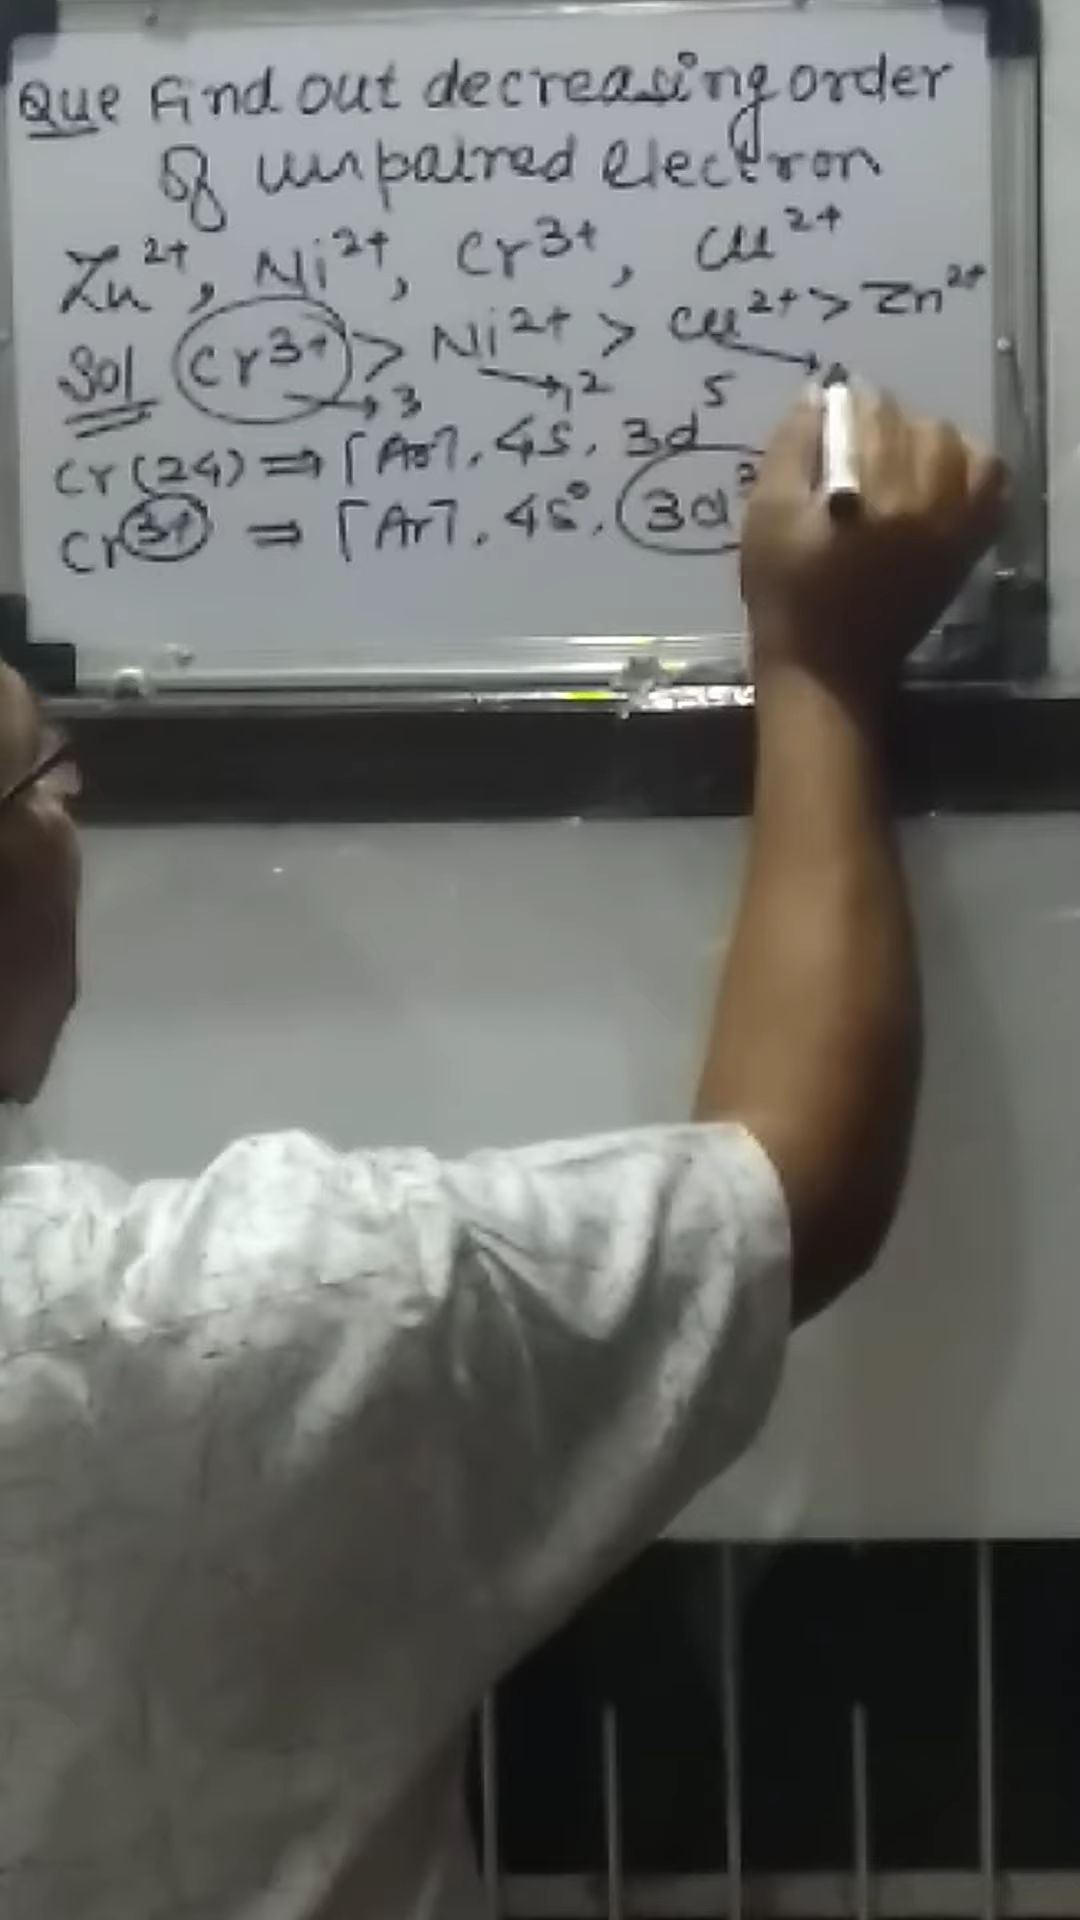 Que Find out decreasing order
of unpaired electron
Zn²⁺, Ni²⁺, Cr³⁺, Cu²⁺
Sol Cr³⁺ > Ni²⁺ > Cu²⁺ > Zn²⁺
→3 →2 →
Cr(24) ⇒ [Ar], 4s, 3d⁵
Cr³⁺ ⇒ [Ar], 4s⁰, 3d³